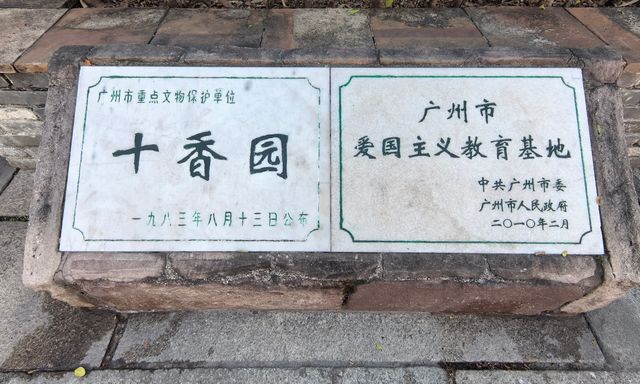 广州市重点文物保护单位
十香园
一九八三年八月十三日公布
广州市
爱国主义教育基地
中共广州市委
广州市人民政府
二〇一〇年二月